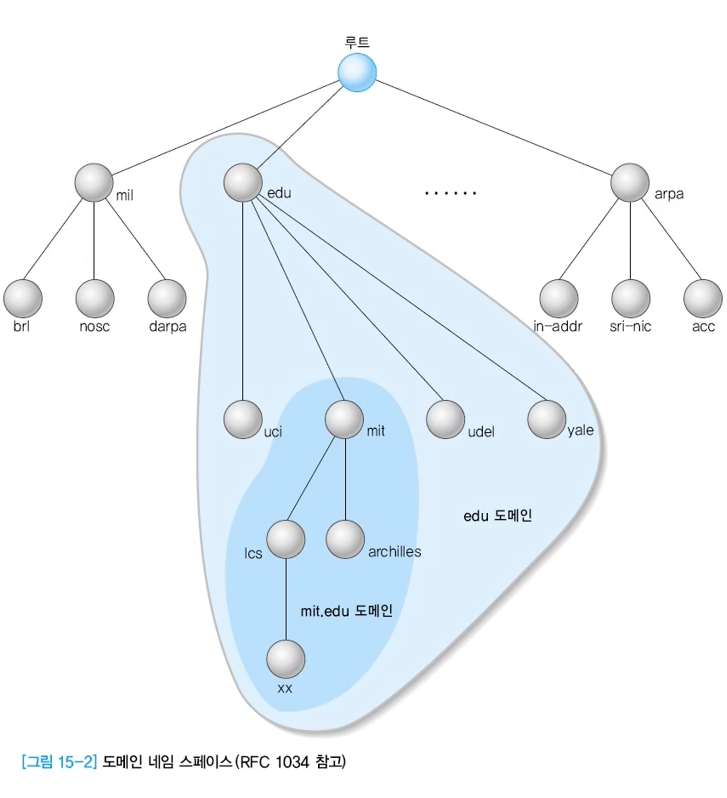 루트
mil
edu
······
arpa
brl
nosc
darpa
in-addr
sri-nic
acc
uci
mit
udel
yale
edu 도메인
lcs
archilles
mit.edu 도메인
xx
[그림 15-2] 도메인 네임 스페이스(RFC 1034 참고)